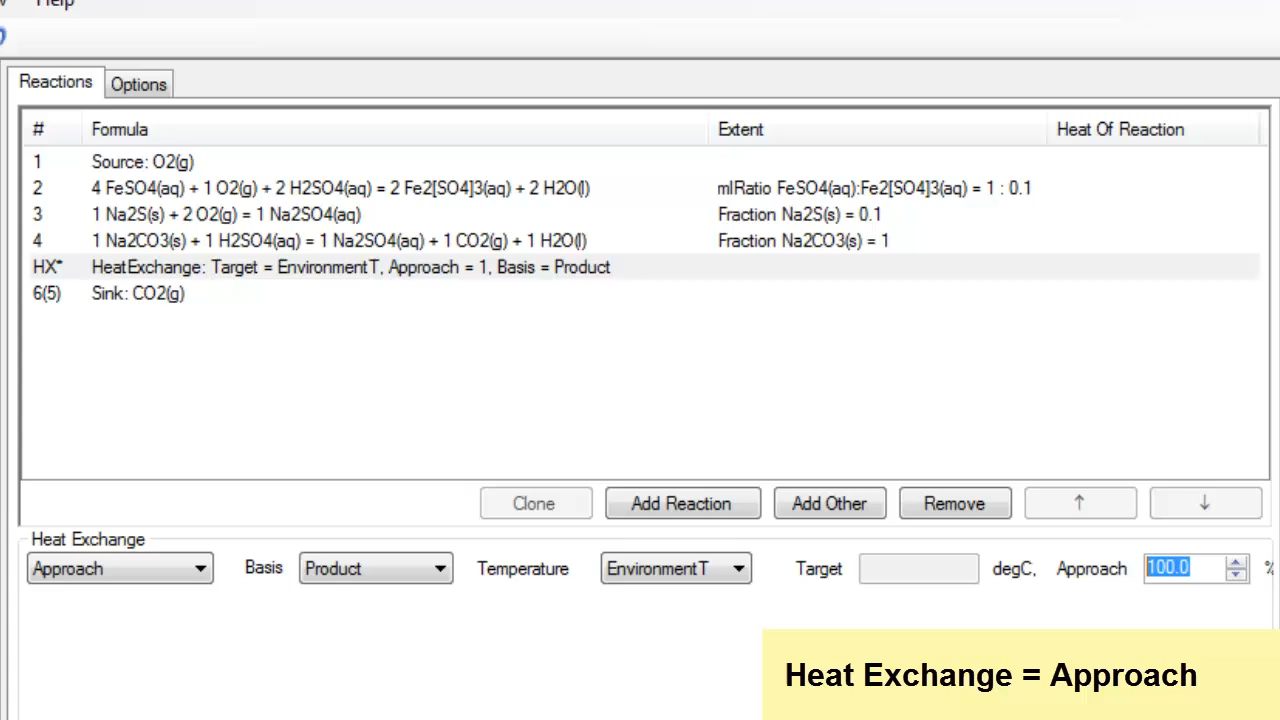 Help
Reactions Options
# Formula Extent Heat Of Reaction
1 Source: O2(g)
2 4 FeSO4(aq) + 1 O2(g) + 2 H2SO4(aq) = 2 Fe2[SO4]3(aq) + 2 H2O(l) mlRatio FeSO4(aq):Fe2[SO4]3(aq) = 1 : 0.1
3 1 Na2S(s) + 2 O2(g) = 1 Na2SO4(aq) Fraction Na2S(s) = 0.1
4 1 Na2CO3(s) + 1 H2SO4(aq) = 1 Na2SO4(aq) + 1 CO2(g) + 1 H2O(l) Fraction Na2CO3(s) = 1
HX* HeatExchange: Target = EnvironmentT, Approach = 1, Basis = Product
6(5) Sink: CO2(g)
Clone Add Reaction Add Other Remove ↑ ↓
Heat Exchange
Approach Basis Product Temperature EnvironmentT Target degC, Approach 100.0 %
Heat Exchange = Approach